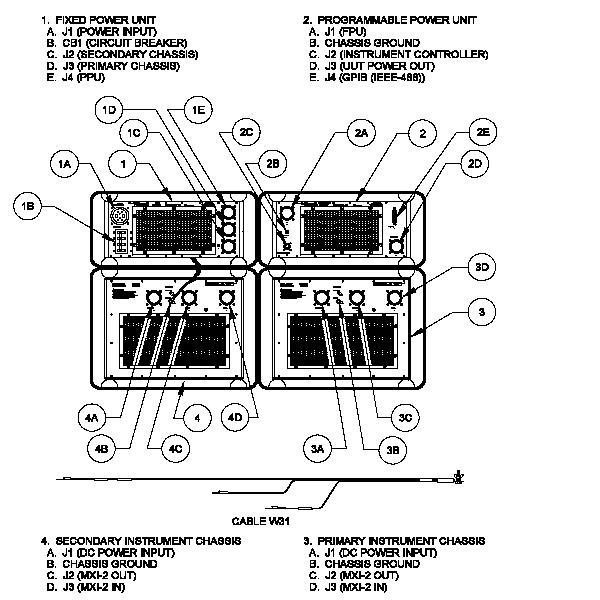 1. FIXED POWER UNIT
A. J1 (POWER INPUT)
B. CB1 (CIRCUIT BREAKER)
C. J2 (SECONDARY CHASSIS)
D. J3 (PRIMARY CHASSIS)
E. J4 (PPU)
2. PROGRAMMABLE POWER UNIT
A. J1 (FPU)
B. CHASSIS GROUND
C. J2 (INSTRUMENT CONTROLLER)
D. J3 (UUT POWER OUT)
E. J4 (GPIB (IEEE-488))
1D
1E
1C
2C
2A
2
2E
1A
1
2B
2D
1B
3D
3
4A
4
4D
3C
4B
4C
3A
3B
CABLE W31
4. SECONDARY INSTRUMENT CHASSIS
A. J1 (DC POWER INPUT)
B. CHASSIS GROUND
C. J2 (MXI-2 OUT)
D. J3 (MXI-2 IN)
3. PRIMARY INSTRUMENT CHASSIS
A. J1 (DC POWER INPUT)
B. CHASSIS GROUND
C. J2 (MXI-2 OUT)
D. J3 (MXI-2 IN)